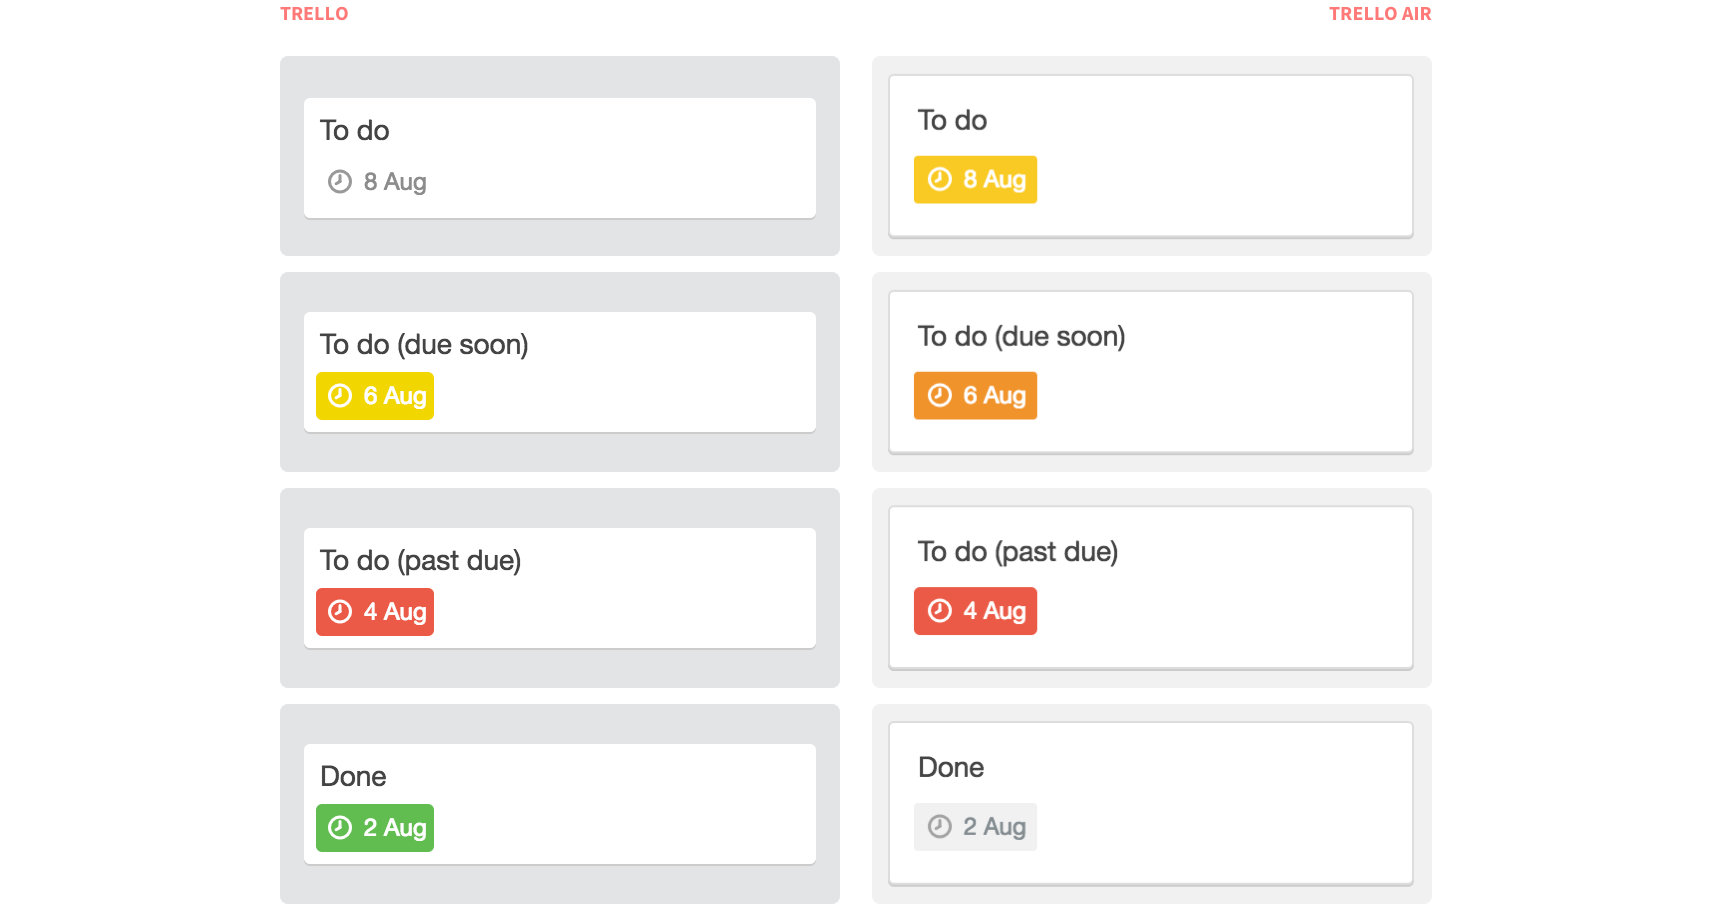 TRELLO
TRELLO AIR
To do
8 Aug
To do
8 Aug
To do (due soon)
6 Aug
To do (due soon)
6 Aug
To do (past due)
4 Aug
To do (past due)
4 Aug
Done
2 Aug
Done
2 Aug